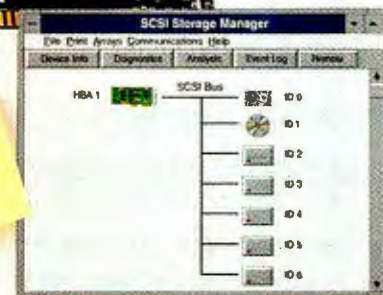 SCSI Storage Manager
File Print Arrays Communications Help
Device Info Diagnostics Analysis Event Log Remote
SCSI Bus
HBA 1
ID 0
ID 1
ID 2
ID 3
ID 4
ID 5
ID 6